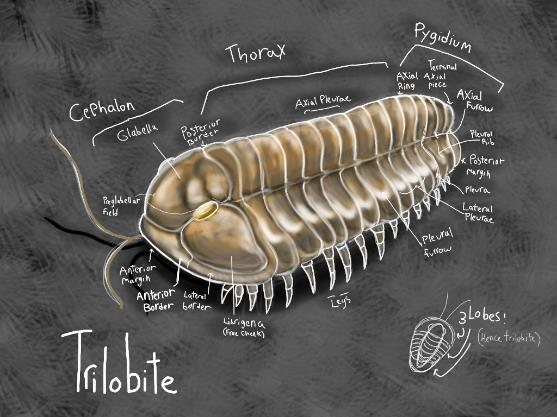 Pygidium
Thorax
Terminal
Axial
piece
Axial
Ring
Axial
Furrow
Cephalon
Axial Pleurae
Glabella
Posterior
Border
Pleural
Rib
Posterior
margin
Preglabellar
Field
Pleura
Lateral
Pleurae
Pleural
furrow
Anterior
margin
Anterior
Border
Lateral
border
Legs
Librigena
(Free Cheek)
3 Lobes!
(Hence trilobite)
Trilobite